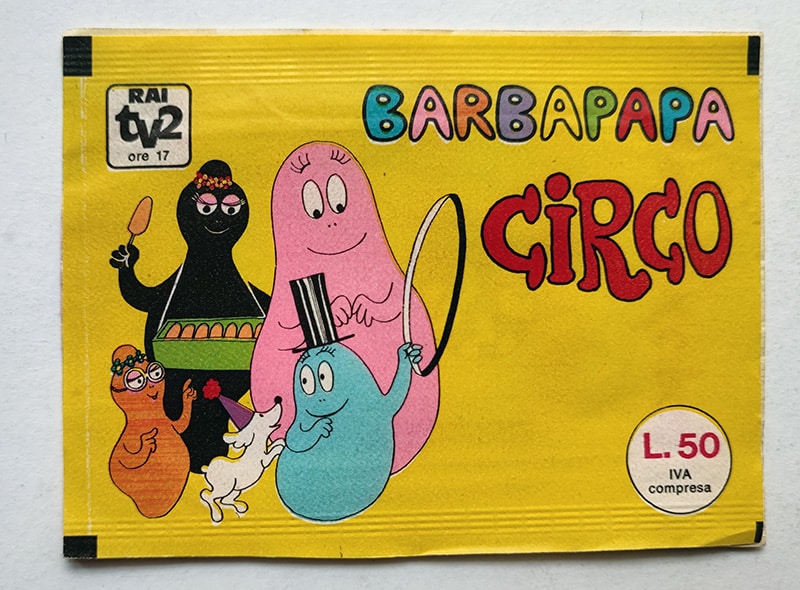 RAI
tv2
ore 17
BARBAPAPA
CiRCO
L. 50
IVA
compresa